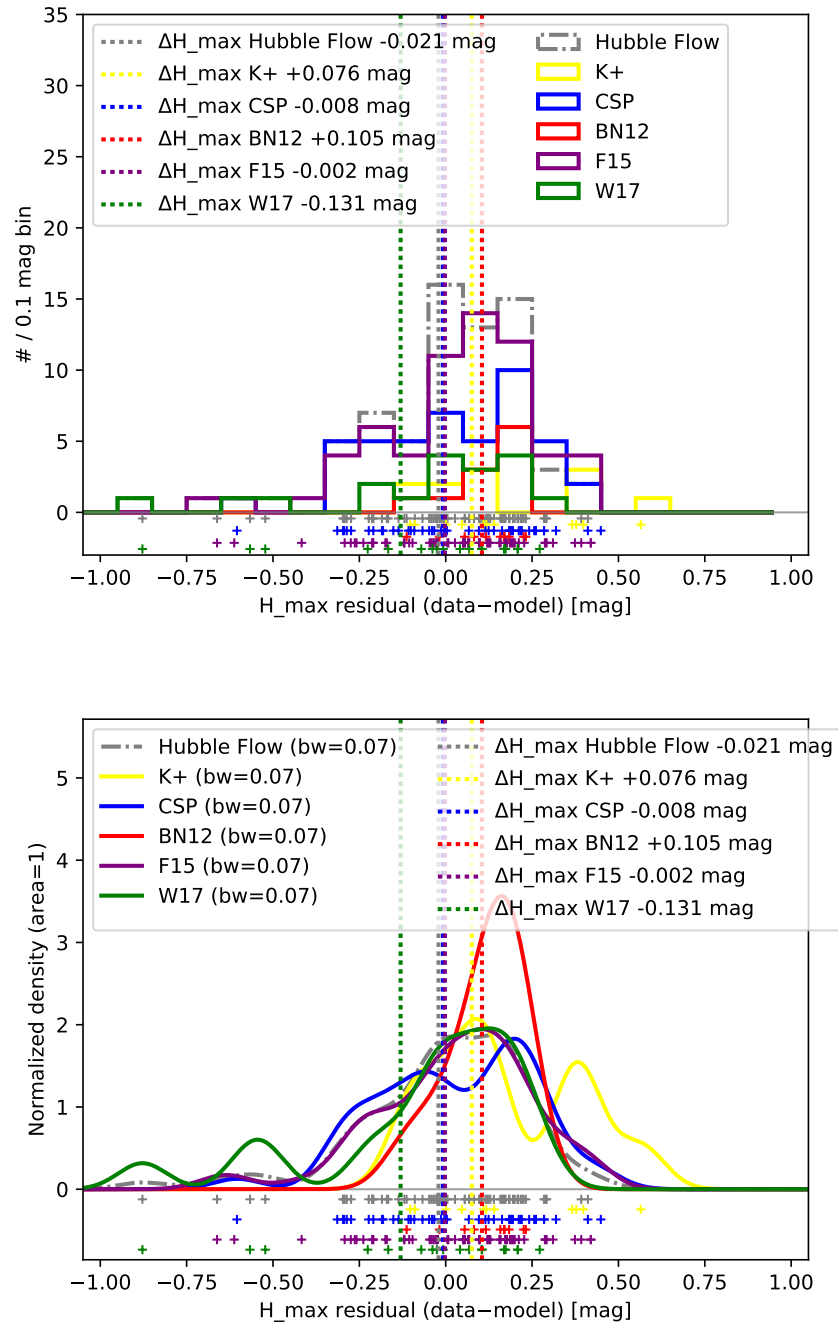 35
30
25
20
15
10
5
0
# / 0.1 mag bin
ΔH_max Hubble Flow -0.021 mag
ΔH_max K+ +0.076 mag
ΔH_max CSP -0.008 mag
ΔH_max BN12 +0.105 mag
ΔH_max F15 -0.002 mag
ΔH_max W17 -0.131 mag
Hubble Flow
K+
CSP
BN12
F15
W17
−1.00 −0.75 −0.50 −0.25 0.00 0.25 0.50 0.75 1.00
H_max residual (data−model) [mag]
5
4
3
2
1
0
Normalized density (area=1)
Hubble Flow (bw=0.07)
K+ (bw=0.07)
CSP (bw=0.07)
BN12 (bw=0.07)
F15 (bw=0.07)
W17 (bw=0.07)
ΔH_max Hubble Flow -0.021 mag
ΔH_max K+ +0.076 mag
ΔH_max CSP -0.008 mag
ΔH_max BN12 +0.105 mag
ΔH_max F15 -0.002 mag
ΔH_max W17 -0.131 mag
−1.00 −0.75 −0.50 −0.25 0.00 0.25 0.50 0.75 1.00
H_max residual (data−model) [mag]